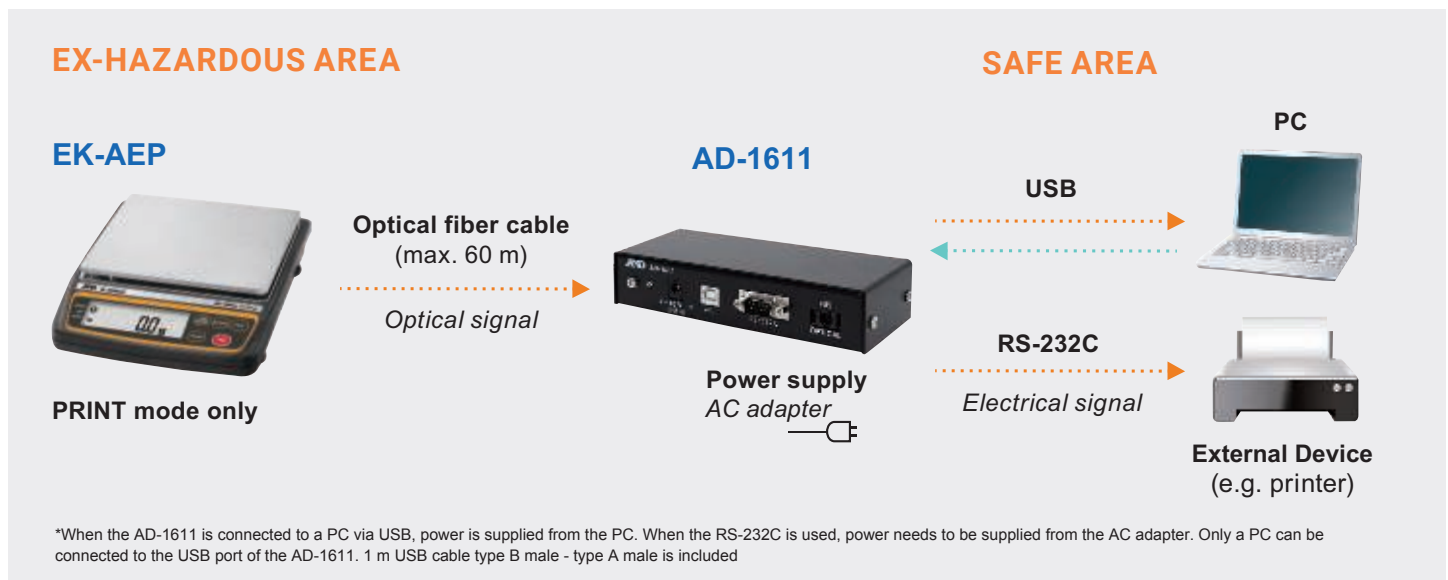 EX-HAZARDOUS AREA
SAFE AREA
PC
EK-AEP
AD-1611
USB
Optical fiber cable
(max. 60 m)
Optical signal
RS-232C
Power supply
AC adapter
Electrical signal
PRINT mode only
External Device
(e.g. printer)
*When the AD-1611 is connected to a PC via USB, power is supplied from the PC. When the RS-232C is used, power needs to be supplied from the AC adapter. Only a PC can be
connected to the USB port of the AD-1611. 1 m USB cable type B male - type A male is included